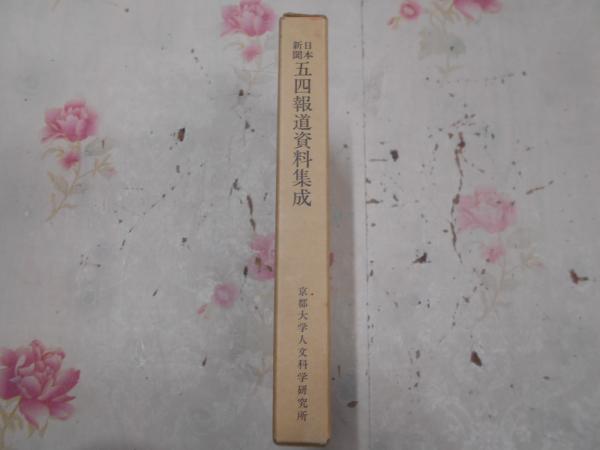 日本
新聞
五四報道資料集成
京都大学人文科学研究所